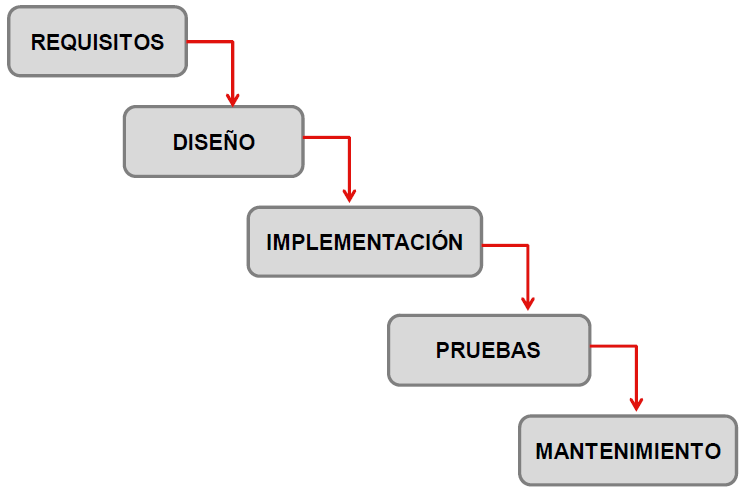 REQUISITOS
DISEÑO
IMPLEMENTACIÓN
PRUEBAS
MANTENIMIENTO